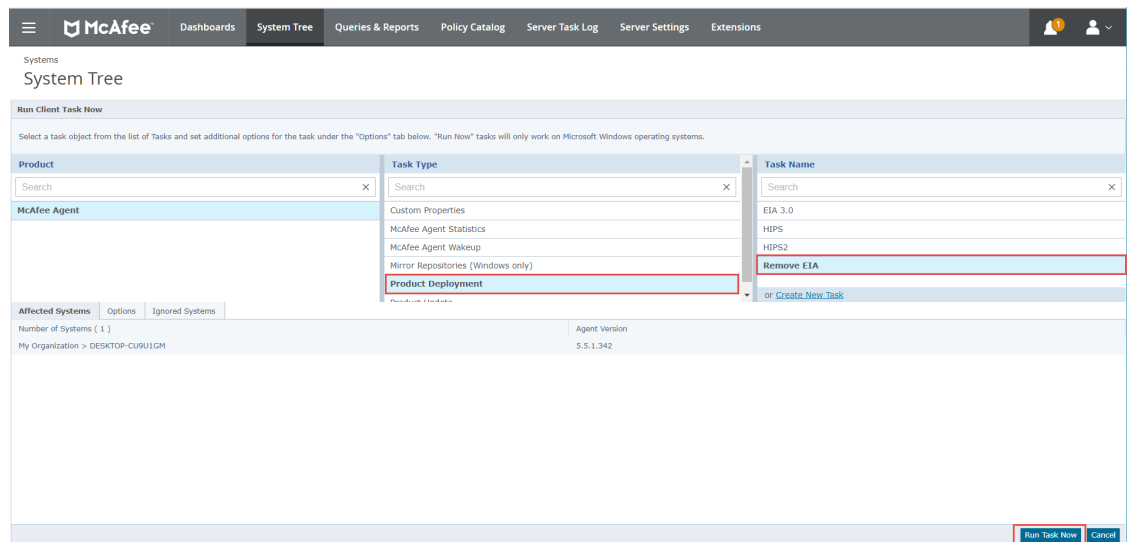 McAfee Dashboards System Tree Queries & Reports Policy Catalog Server Task Log Server Settings Extensions 1
Systems
System Tree
Run Client Task Now
Select a task object from the list of Tasks and set additional options for the task under the "Options" tab below. "Run Now" tasks will only work on Microsoft Windows operating systems.
Product Task Type Task Name
Search Search Search
McAfee Agent Custom Properties EIA 3.0
McAfee Agent Statistics HIPS
McAfee Agent Wakeup HIPS2
Mirror Repositories (Windows only) Remove EIA
Product Deployment
Product Update or Create New Task
Affected Systems Options Ignored Systems
Number of Systems ( 1 ) Agent Version
My Organization > DESKTOP-CU9U1GM 5.5.1.342
Run Task Now Cancel